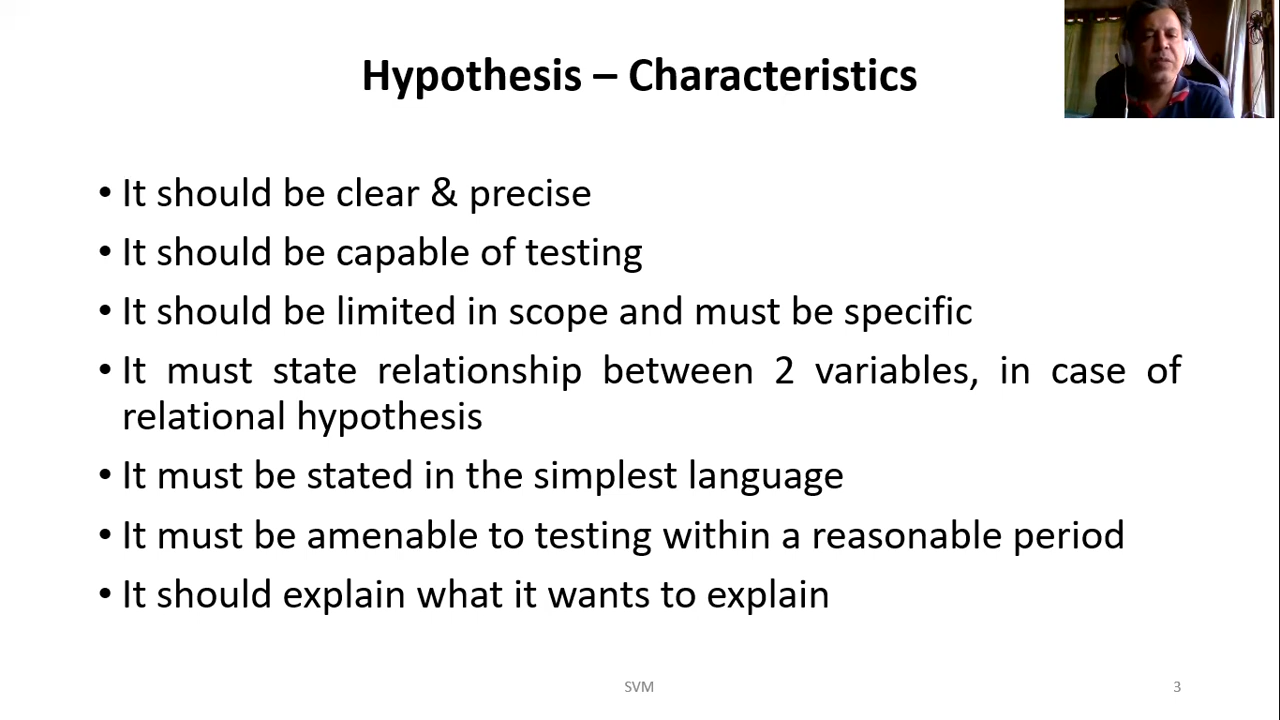 Hypothesis – Characteristics
• It should be clear & precise
• It should be capable of testing
• It should be limited in scope and must be specific
• It must state relationship between 2 variables, in case of
relational hypothesis
• It must be stated in the simplest language
• It must be amenable to testing within a reasonable period
• It should explain what it wants to explain
SVM
3